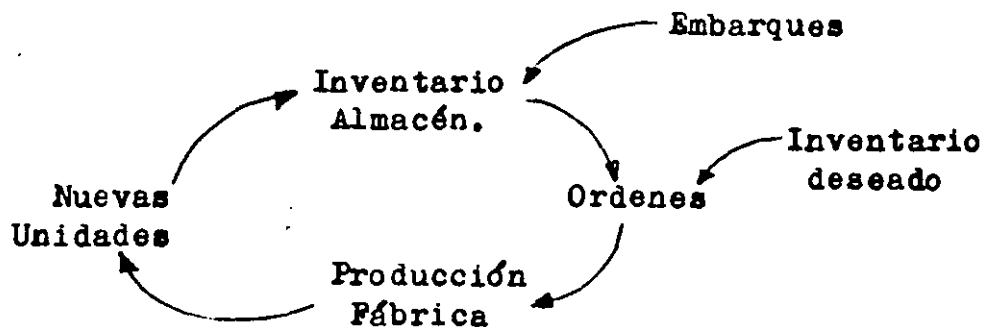 Embarques
Inventario
Almacén.
Inventario
deseado
Ordenes
Nuevas
Unidades
Producción
Fábrica